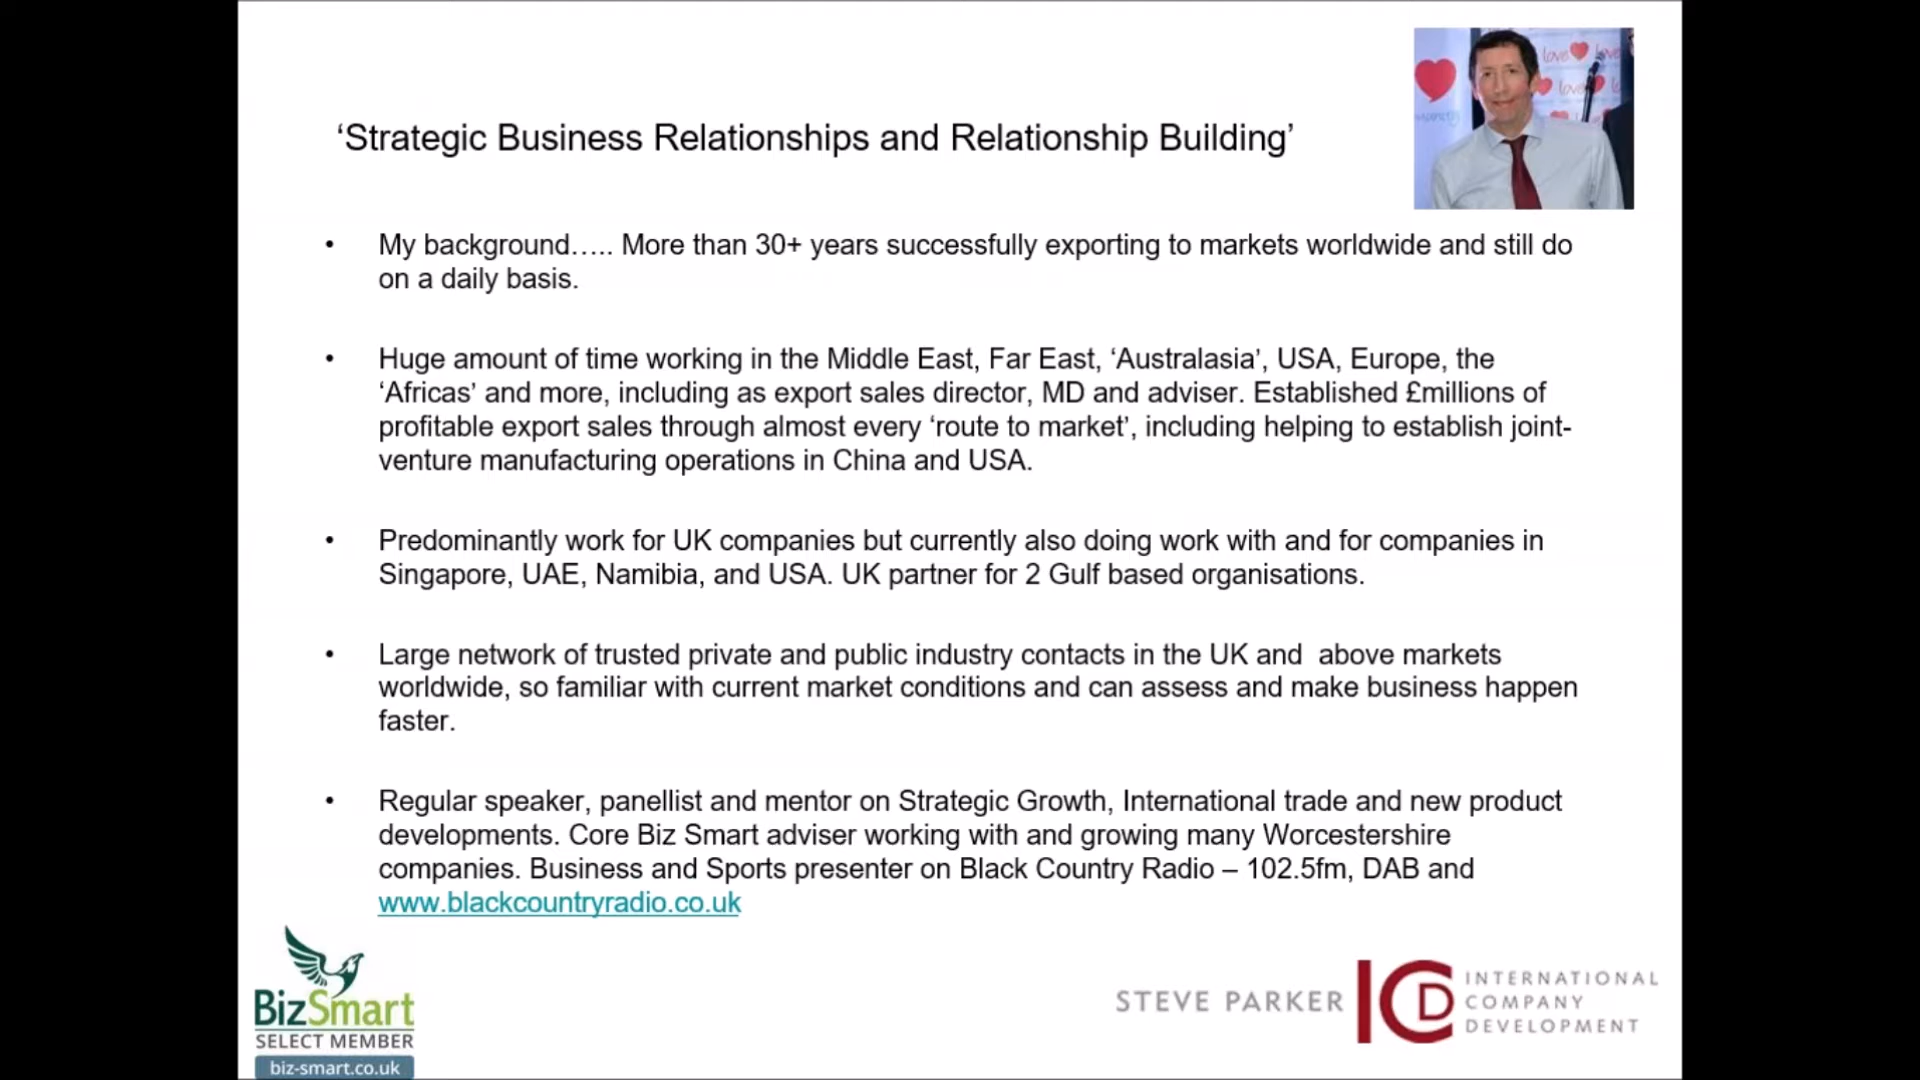 ‘Strategic Business Relationships and Relationship Building’
love
love
love
• My background….. More than 30+ years successfully exporting to markets worldwide and still do
on a daily basis.
• Huge amount of time working in the Middle East, Far East, ‘Australasia’, USA, Europe, the
‘Africas’ and more, including as export sales director, MD and adviser. Established £millions of
profitable export sales through almost every ‘route to market’, including helping to establish joint-
venture manufacturing operations in China and USA.
• Predominantly work for UK companies but currently also doing work with and for companies in
Singapore, UAE, Namibia, and USA. UK partner for 2 Gulf based organisations.
• Large network of trusted private and public industry contacts in the UK and  above markets
worldwide, so familiar with current market conditions and can assess and make business happen
faster.
• Regular speaker, panellist and mentor on Strategic Growth, International trade and new product
developments. Core Biz Smart adviser working with and growing many Worcestershire
companies. Business and Sports presenter on Black Country Radio – 102.5fm, DAB and
www.blackcountryradio.co.uk
BizSmart
SELECT MEMBER
biz-smart.co.uk
STEVE PARKER
ICD
INTERNATIONAL
COMPANY
DEVELOPMENT